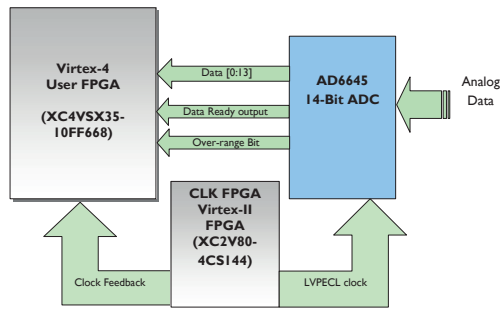 Virtex-4
User FPGA
(XC4VSX35-
10FF668)
Data [0:13]
Data Ready output
Over-range Bit
AD6645
14-Bit ADC
Analog
Data
CLK FPGA
Virtex-II
FPGA
(XC2V80-
4CS144)
Clock Feedback
LVPECL clock